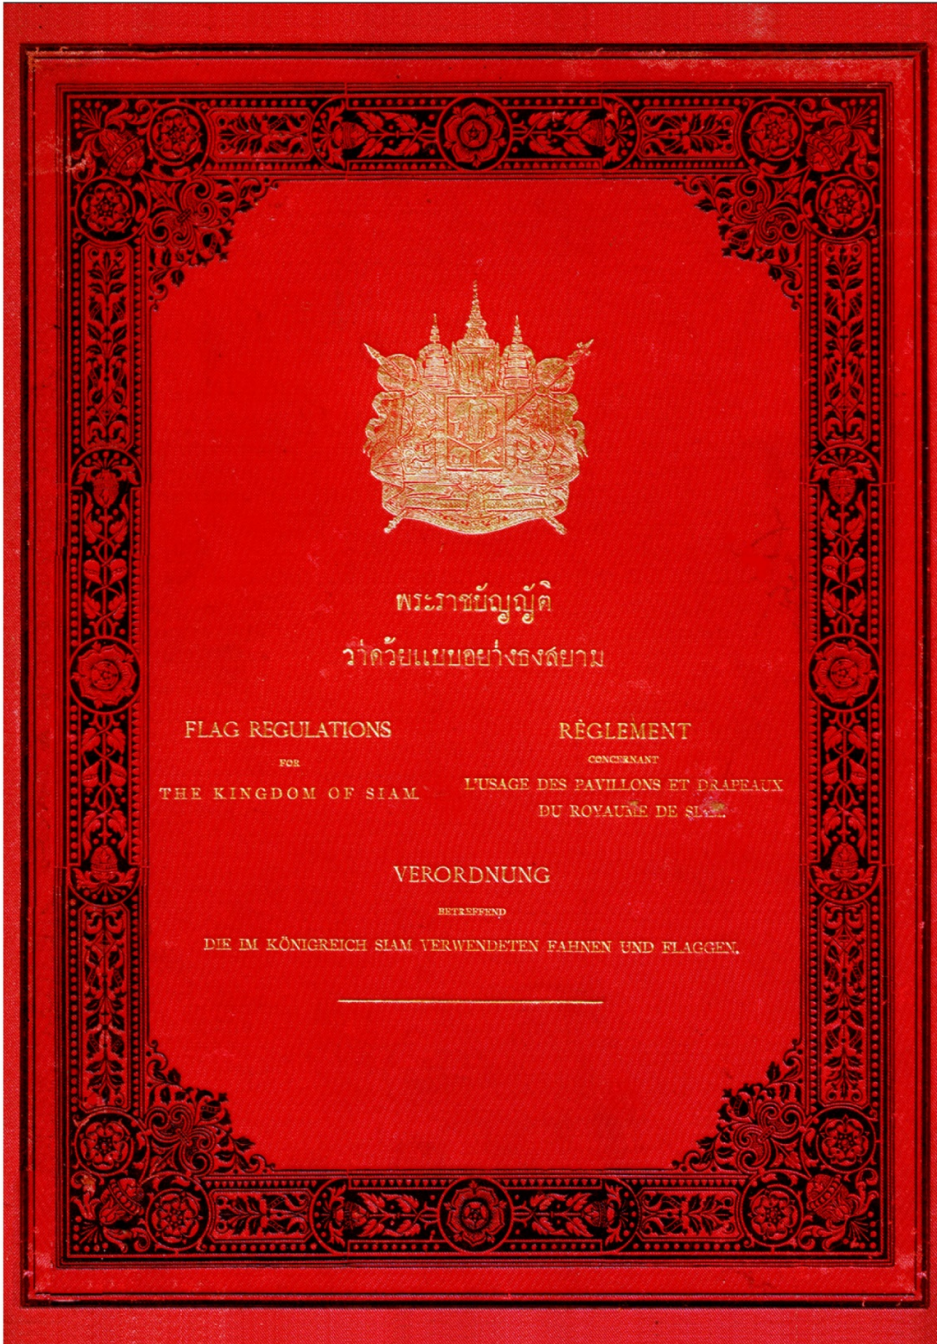 พระราชบัญญัติ
ว่าด้วยแบบอย่างธงสยาม
FLAG REGULATIONS
FOR
THE KINGDOM OF SIAM.
RÈGLEMENT
CONCERNANT
L'USAGE DES PAVILLONS ET DRAPEAUX
DU ROYAUME DE SIAM.
VERORDNUNG
BETREFFEND
DIE IM KÖNIGREICH SIAM VERWENDETEN FAHNEN UND FLAGGEN.